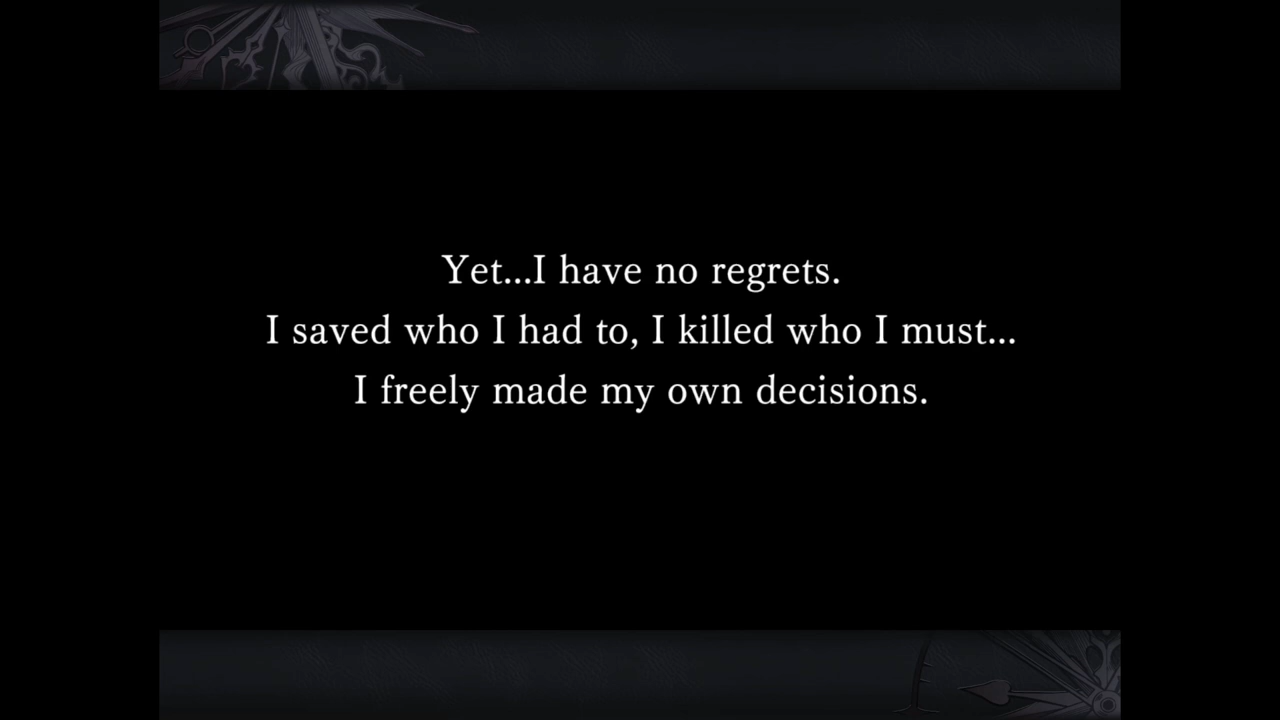 Yet...I have no regrets.
I saved who I had to, I killed who I must...
I freely made my own decisions.